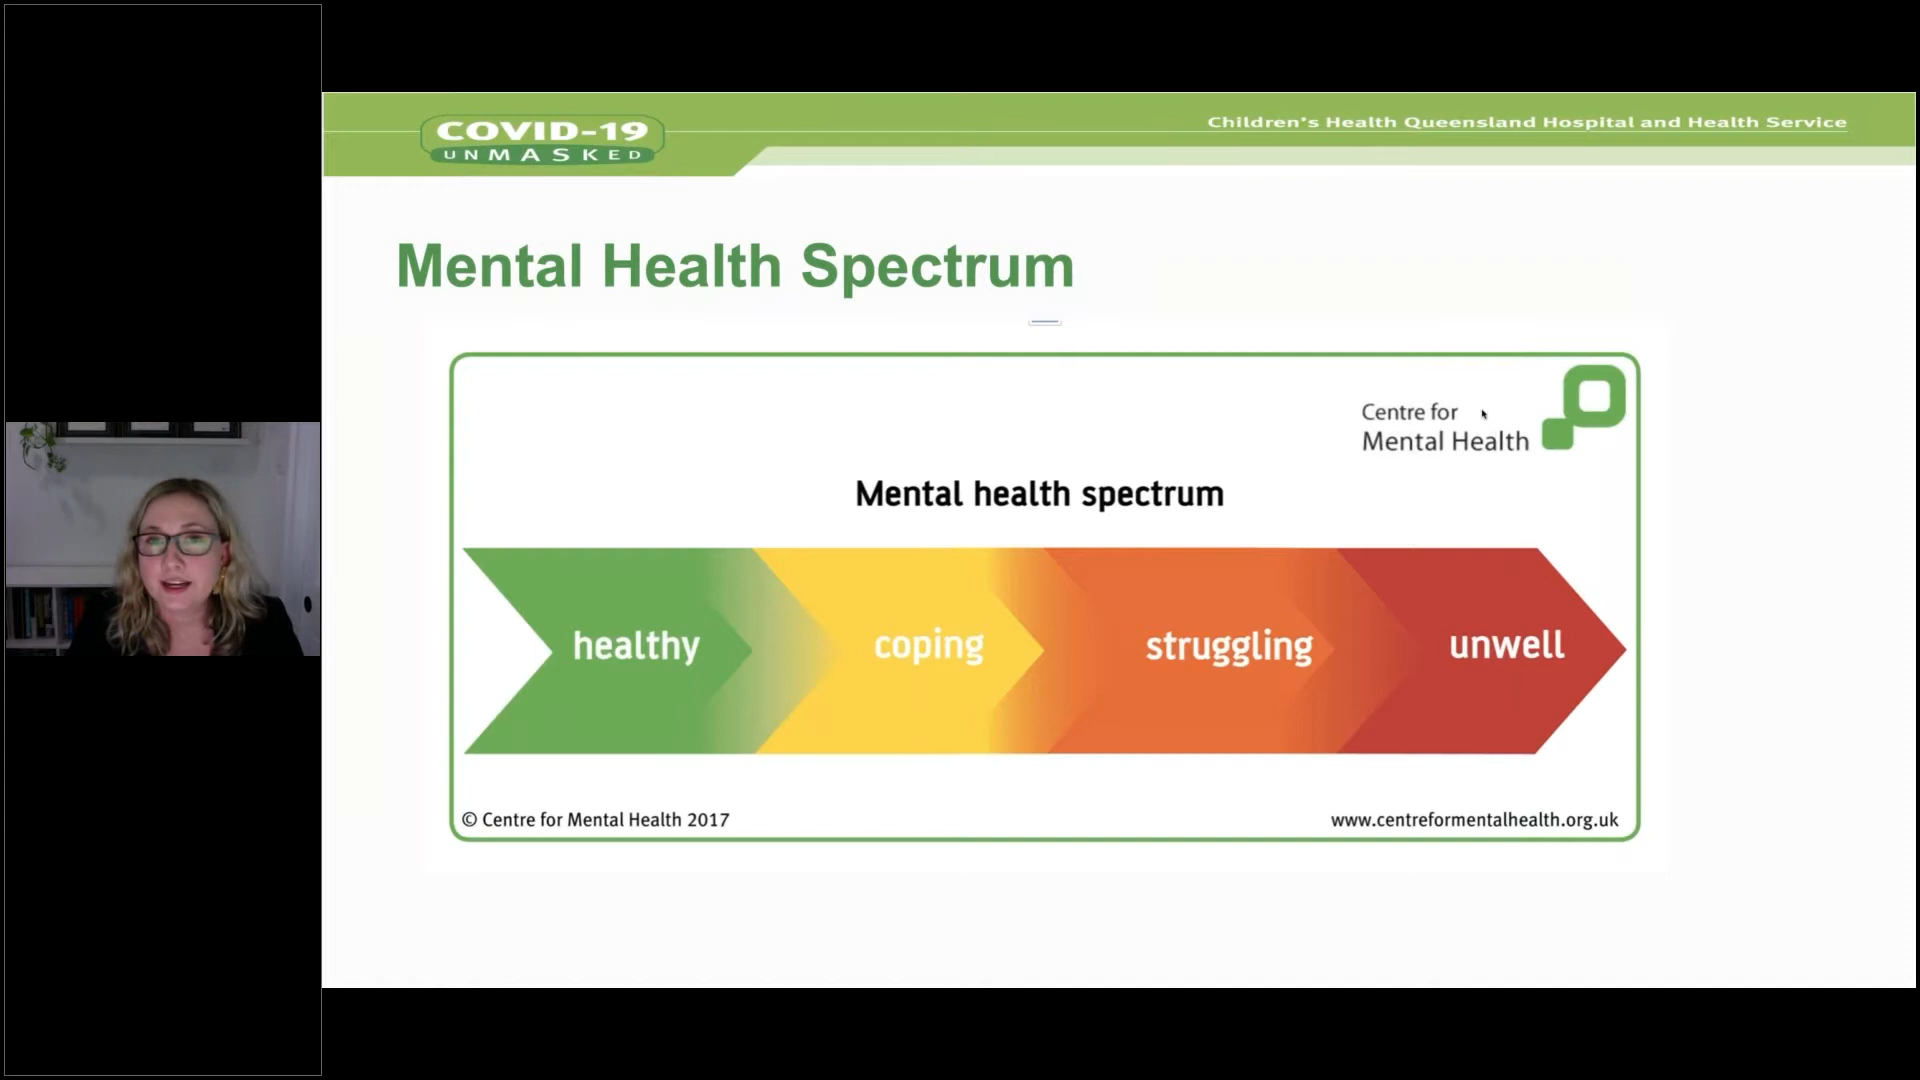 COVID-19
UNMASKED
Children's Health Queensland Hospital and Health Service
Mental Health Spectrum
Centre for
Mental Health
Mental health spectrum
healthy
coping
struggling
unwell
© Centre for Mental Health 2017
www.centreformentalhealth.org.uk